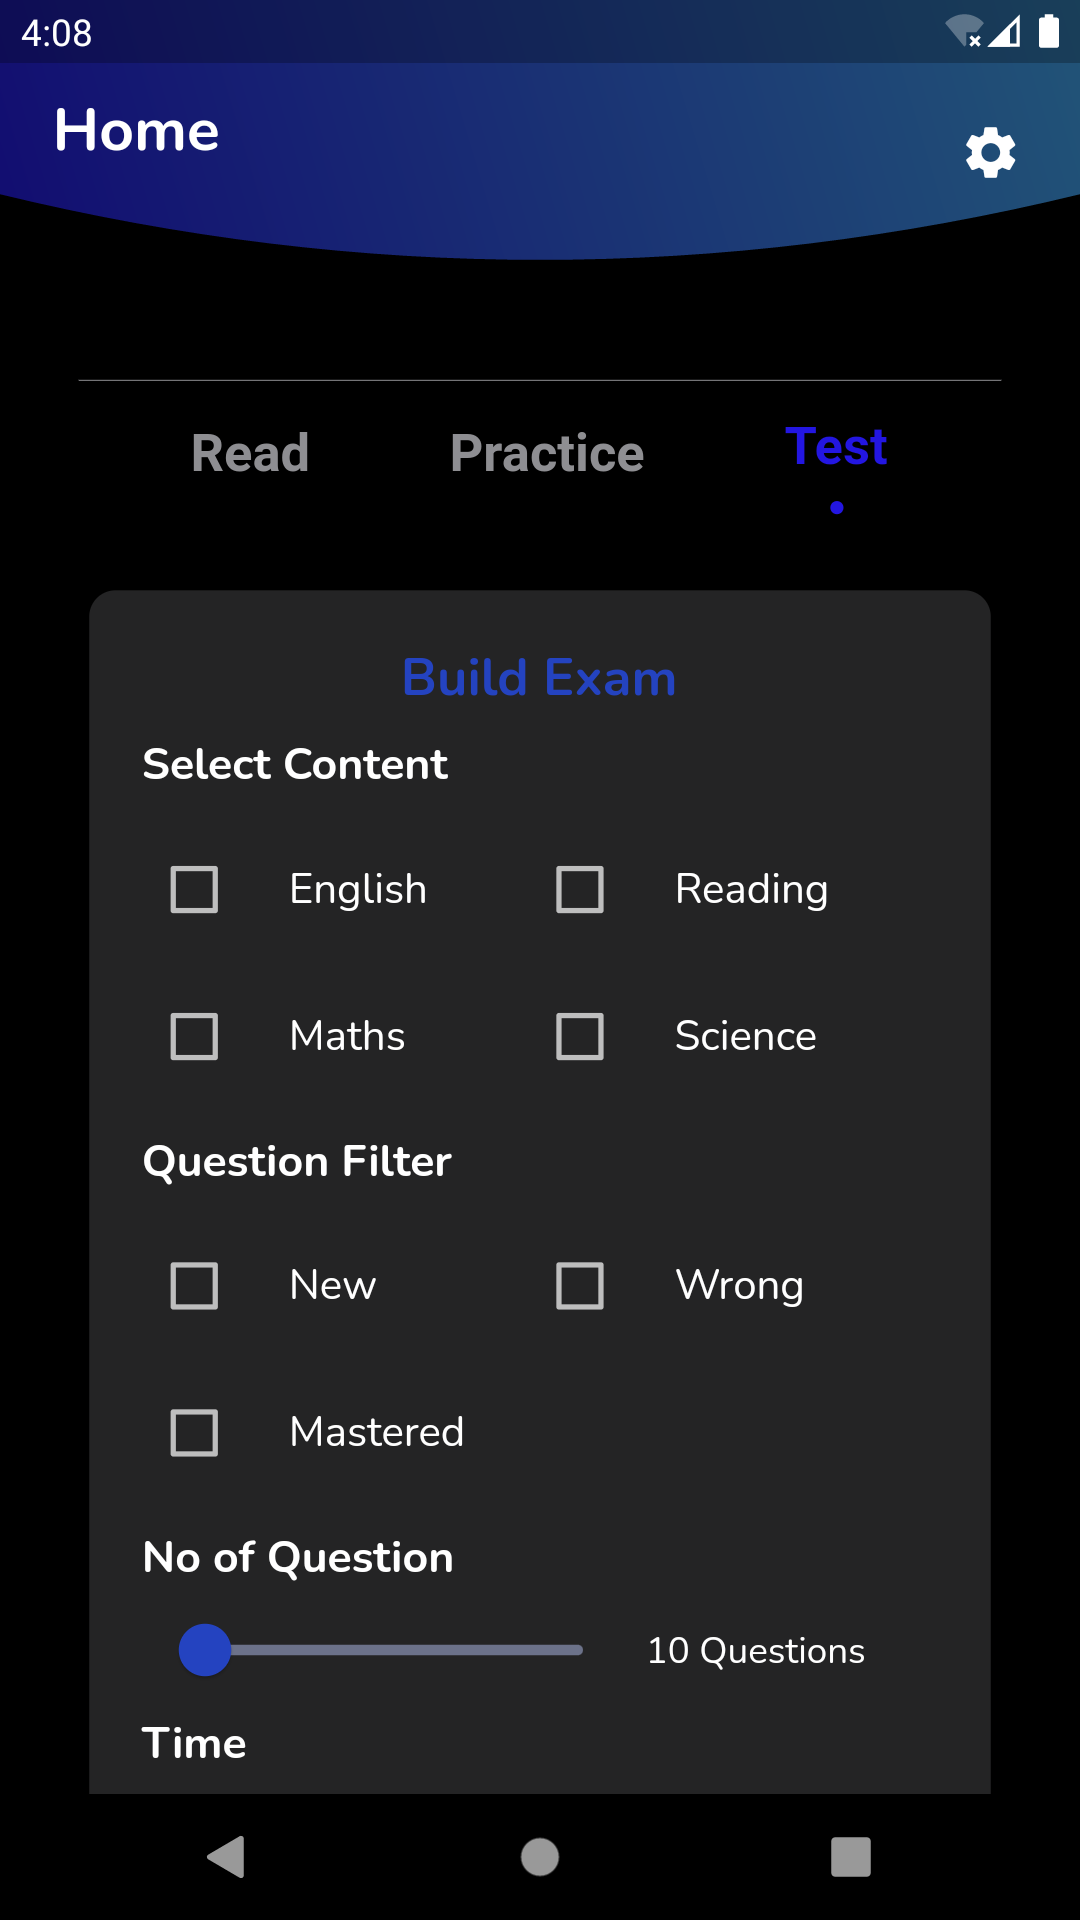 4:08
Home
Read Practice Test
Build Exam
Select Content
English Reading
Maths Science
Question Filter
New Wrong
Mastered
No of Question
10 Questions
Time